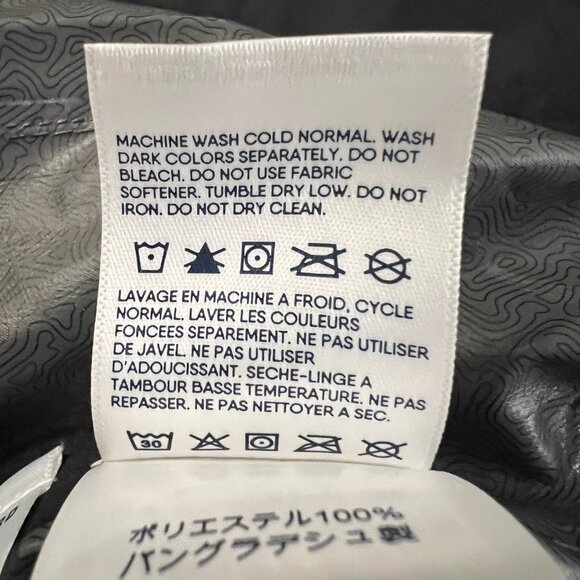 MACHINE WASH COLD NORMAL. WASH
DARK COLORS SEPARATELY. DO NOT
BLEACH. DO NOT USE FABRIC
SOFTENER. TUMBLE DRY LOW. DO NOT
IRON. DO NOT DRY CLEAN.
LAVAGE EN MACHINE A FROID, CYCLE
NORMAL. LAVER LES COULEURS
FONCEES SEPAREMENT. NE PAS UTILISER
DE JAVEL. NE PAS UTILISER
D'ADOUCISSANT. SECHE-LINGE A
TAMBOUR BASSE TEMPERATURE. NE PAS
REPASSER. NE PAS NETTOYER A SEC.
30
ポリエステル100%
バングラデシュ製